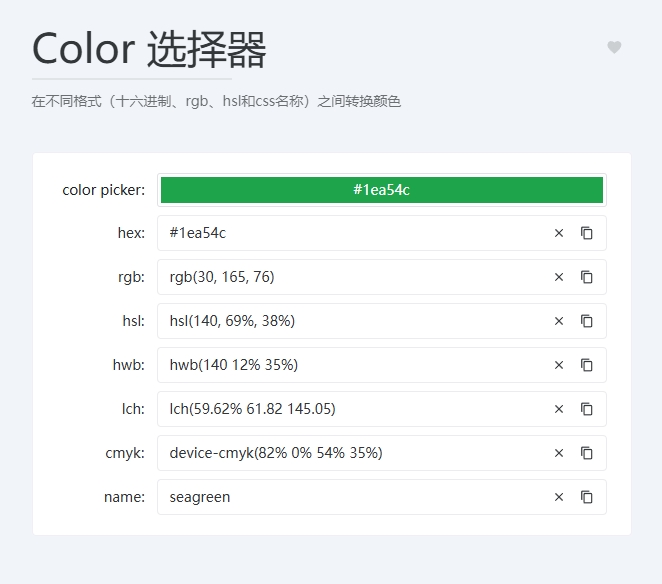 Color 选择器
在不同格式（十六进制、rgb、hsl和css名称）之间转换颜色
color picker: #1ea54c
hex: #1ea54c
rgb: rgb(30, 165, 76)
hsl: hsl(140, 69%, 38%)
hwb: hwb(140 12% 35%)
lch: lch(59.62% 61.82 145.05)
cmyk: device-cmyk(82% 0% 54% 35%)
name: seagreen